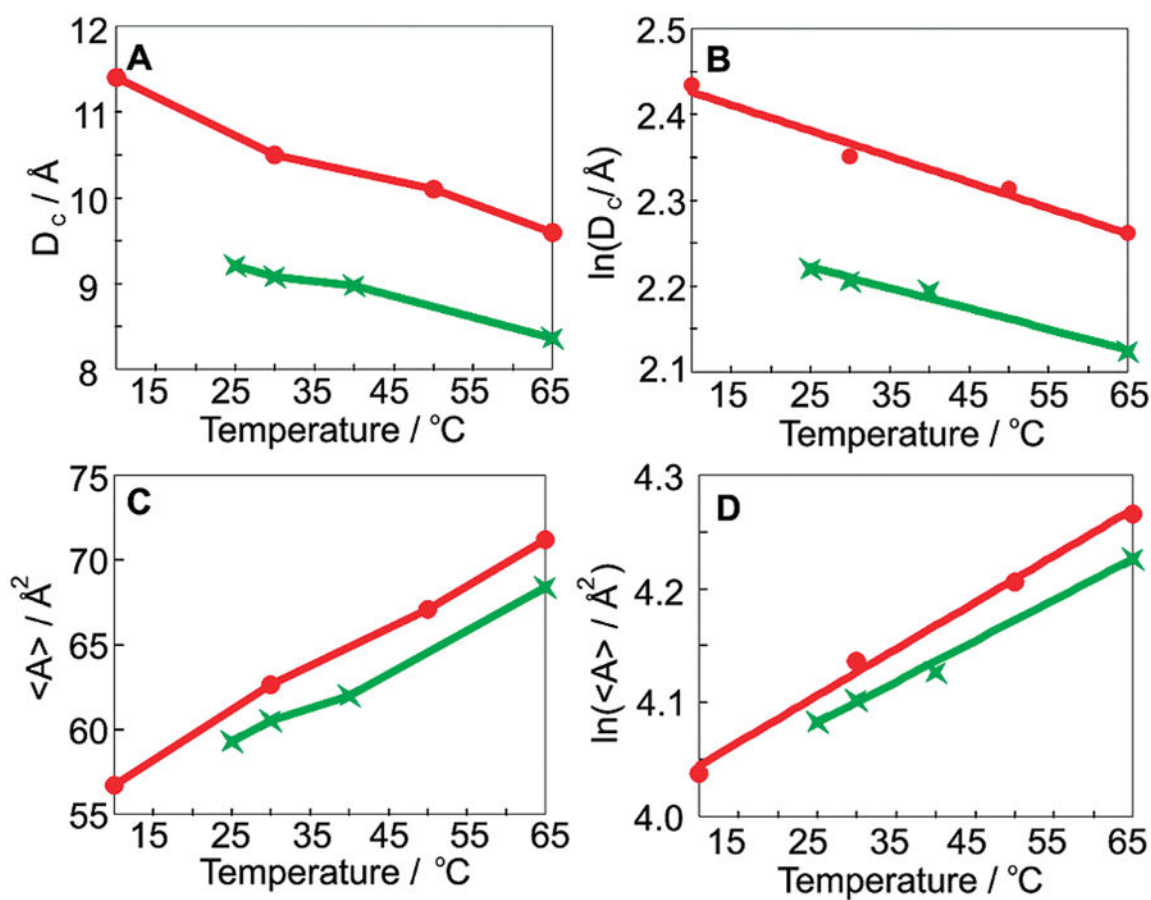 A
12
11
10
9
8
D_c / Å
15 25 35 45 55 65
Temperature / °C
B
2.5
2.4
2.3
2.2
2.1
ln(D_c/Å)
15 25 35 45 55 65
Temperature / °C
C
75
70
65
60
55
<A> / Å²
15 25 35 45 55 65
Temperature / °C
D
4.3
4.2
4.1
4.0
ln(<A> / Å²)
15 25 35 45 55 65
Temperature / °C